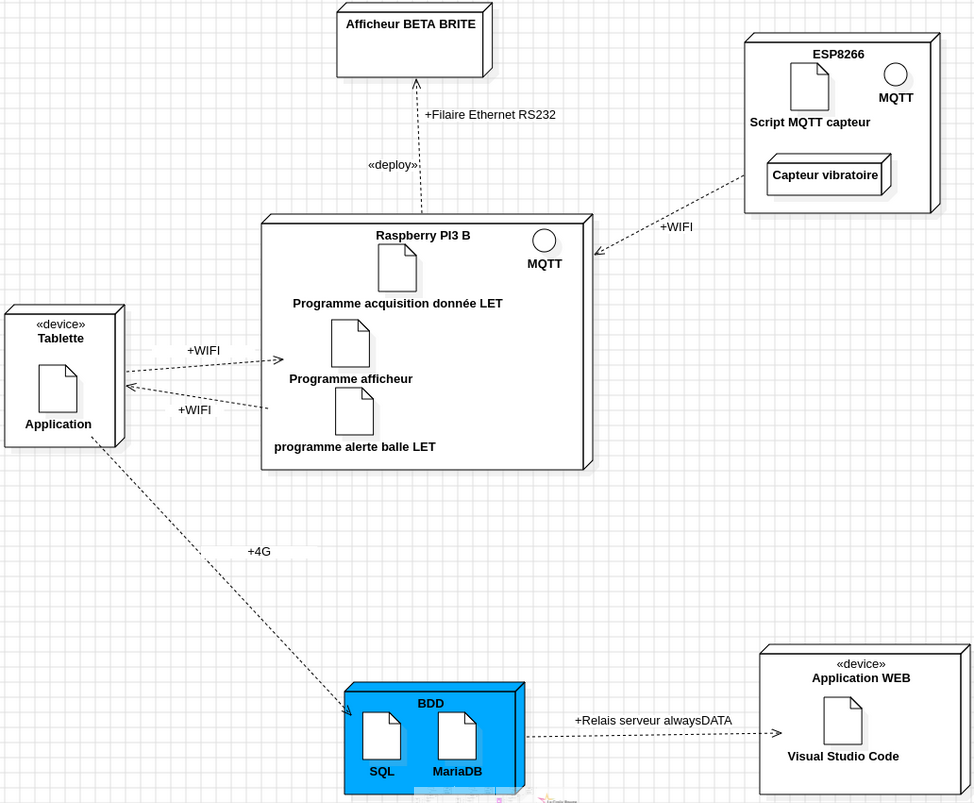 Afficheur BETA BRITE
+Filaire Ethernet RS232
«deploy»
ESP8266
MQTT
Script MQTT capteur
Capteur vibratoire
+WIFI
Raspberry PI3 B
MQTT
Programme acquisition donnée LET
Programme afficheur
programme alerte balle LET
«device»
Tablette
Application
+WIFI
+WIFI
+4G
BDD
SQL
MariaDB
+Relais serveur alwaysDATA
«device»
Application WEB
Visual Studio Code